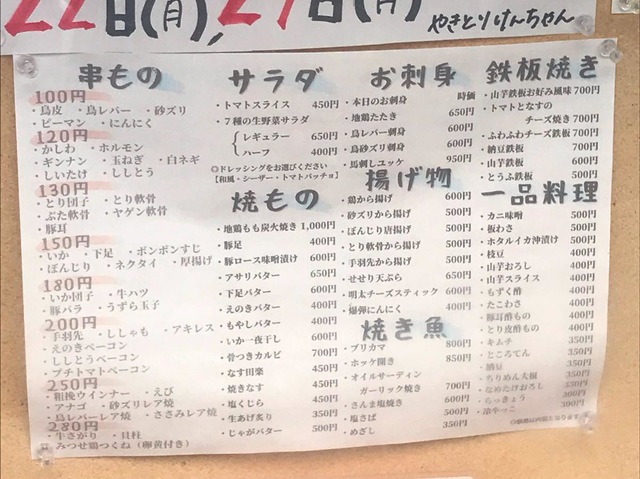 22日(月),27日(月)
やきとりけんちゃん
串もの
100円
・鳥皮 ・鳥レバー ・砂ズリ
・ピーマン ・にんにく
120円
・かしわ ・ホルモン
・ギンナン ・玉ねぎ ・白ネギ
・しいたけ ・ししとう
130円
・とり団子 ・とり軟骨
・ぶた軟骨 ・ヤゲン軟骨
・豚耳
150円
・いか ・下足 ・ボンボンすじ
・ぼんじり ・ネクタイ ・厚揚げ
180円
・いか団子 ・牛ハツ
・豚バラ ・うずら玉子
200円
・手羽先 ・ししゃも ・アキレス
・えのきベーコン
・ししとうベーコン
・プチトマトベーコン
250円
・粗挽ウインナー ・えび
・アナゴ ・砂ズリレア焼
・鳥レバーレア焼 ・ささみレア焼
280円
・牛さがり ・貝柱
・みつせ鶏つくね(卵黄付き)
サラダ
・トマトスライス 450円
・7種の生野菜サラダ
レギュラー 650円
ハーフ 400円
◎ドレッシングをお選びください
【和風・シーザー・トマトバッチョ】
焼もの
・地鶏もも炭火焼き 1,000円
・豚足 400円
・豚ロース味噌漬け 600円
・アサリバター 650円
・下足バター 600円
・えのきバター 400円
・もやしバター 400円
・いか一夜干し 600円
・骨つきカルビ 700円
・なす田楽 450円
・焼きなす 450円
・塩くじら 450円
・生あげ炙り 350円
・じゃがバター 500円
お刺身
・本日のお刺身 時価
・地鶏たたき 650円
・鳥レバー刺身 600円
・鳥砂ズリ刺身 600円
・馬刺しユッケ 950円
揚げ物
・鶏から揚げ 600円
・砂ズリから揚げ 500円
・ぼんじり唐揚げ 500円
・とり軟骨から揚げ 500円
・手羽先から揚げ 500円
・せせり天ぷら 650円
・明太チーズスティック 600円
・爆弾にんにく 400円
焼き魚
・ブリカマ 800円
・ホッケ開き 850円
・オイルサーディン
ガーリック焼き 700円
・さんま塩焼き 600円
・塩さば 500円
・めざし 350円
鉄板焼き
・山芋鉄板お好み風味 700円
・トマトとなすの
チーズ焼き 700円
・ふわふわチーズ鉄板 700円
・納豆鉄板 700円
・山芋鉄板 600円
・とうふ鉄板 500円
一品料理
・カニ味噌 500円
・板わさ 500円
・ホタルイカ沖漬け 500円
・枝豆 400円
・山芋おろし 400円
・山芋スライス 400円
・もずく酢 400円
・たこわさ 400円
・豚耳酢もの 400円
・とり皮酢もの 400円
・キムチ 350円
・ところてん 350円
・納豆 350円
・ちりめん大根 350円
・なめたけおろし 350円
・らっきょう 300円
・冷やっこ 300円